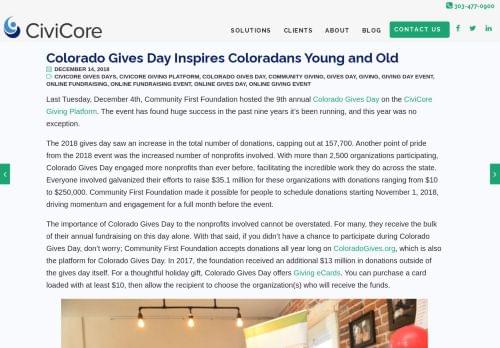 303-477-0900
CiviCore
SOLUTIONS CLIENTS ABOUT BLOG CONTACT US
Colorado Gives Day Inspires Coloradans Young and Old
DECEMBER 14, 2018
CIVICORE GIVES DAYS, CIVICORE GIVING PLATFORM, COLORADO GIVES DAY, COMMUNITY GIVING, GIVES DAY, GIVING, GIVING DAY EVENT,
ONLINE FUNDRAISING, ONLINE FUNDRAISING EVENT, ONLINE GIVES DAY, ONLINE GIVING EVENT
Last Tuesday, December 4th, Community First Foundation hosted the 9th annual Colorado Gives Day on the CiviCore
Giving Platform. The event has found huge success in the past nine years it's been running, and this year was no
exception.
The 2018 gives day saw an increase in the total number of donations, capping out at 157,700. Another point of pride
from the 2018 event was the increased number of nonprofits involved. With more than 2,500 organizations participating,
Colorado Gives Day engaged more nonprofits than ever before, facilitating the incredible work they do across the state.
Everyone involved galvanized their efforts to raise $35.1 million for these organizations with donations ranging from $10
to $250,000. Community First Foundation made it possible for people to schedule donations starting November 1, 2018,
driving momentum and engagement for a full month before the event.
The importance of Colorado Gives Day to the nonprofits involved cannot be overstated. For many, they receive the bulk
of their annual fundraising on this day alone. With that said, if you didn't have a chance to participate during Colorado
Gives Day, don't worry; Community First Foundation accepts donations all year long on ColoradoGives.org, which is also
the platform for Colorado Gives Day. In 2017, the foundation received an additional $13 million in donations outside of
the gives day itself. For a thoughtful holiday gift, Colorado Gives Day offers Giving eCards. You can purchase a card
loaded with at least $10, then allow the recipient to choose the organization(s) who will receive the funds.